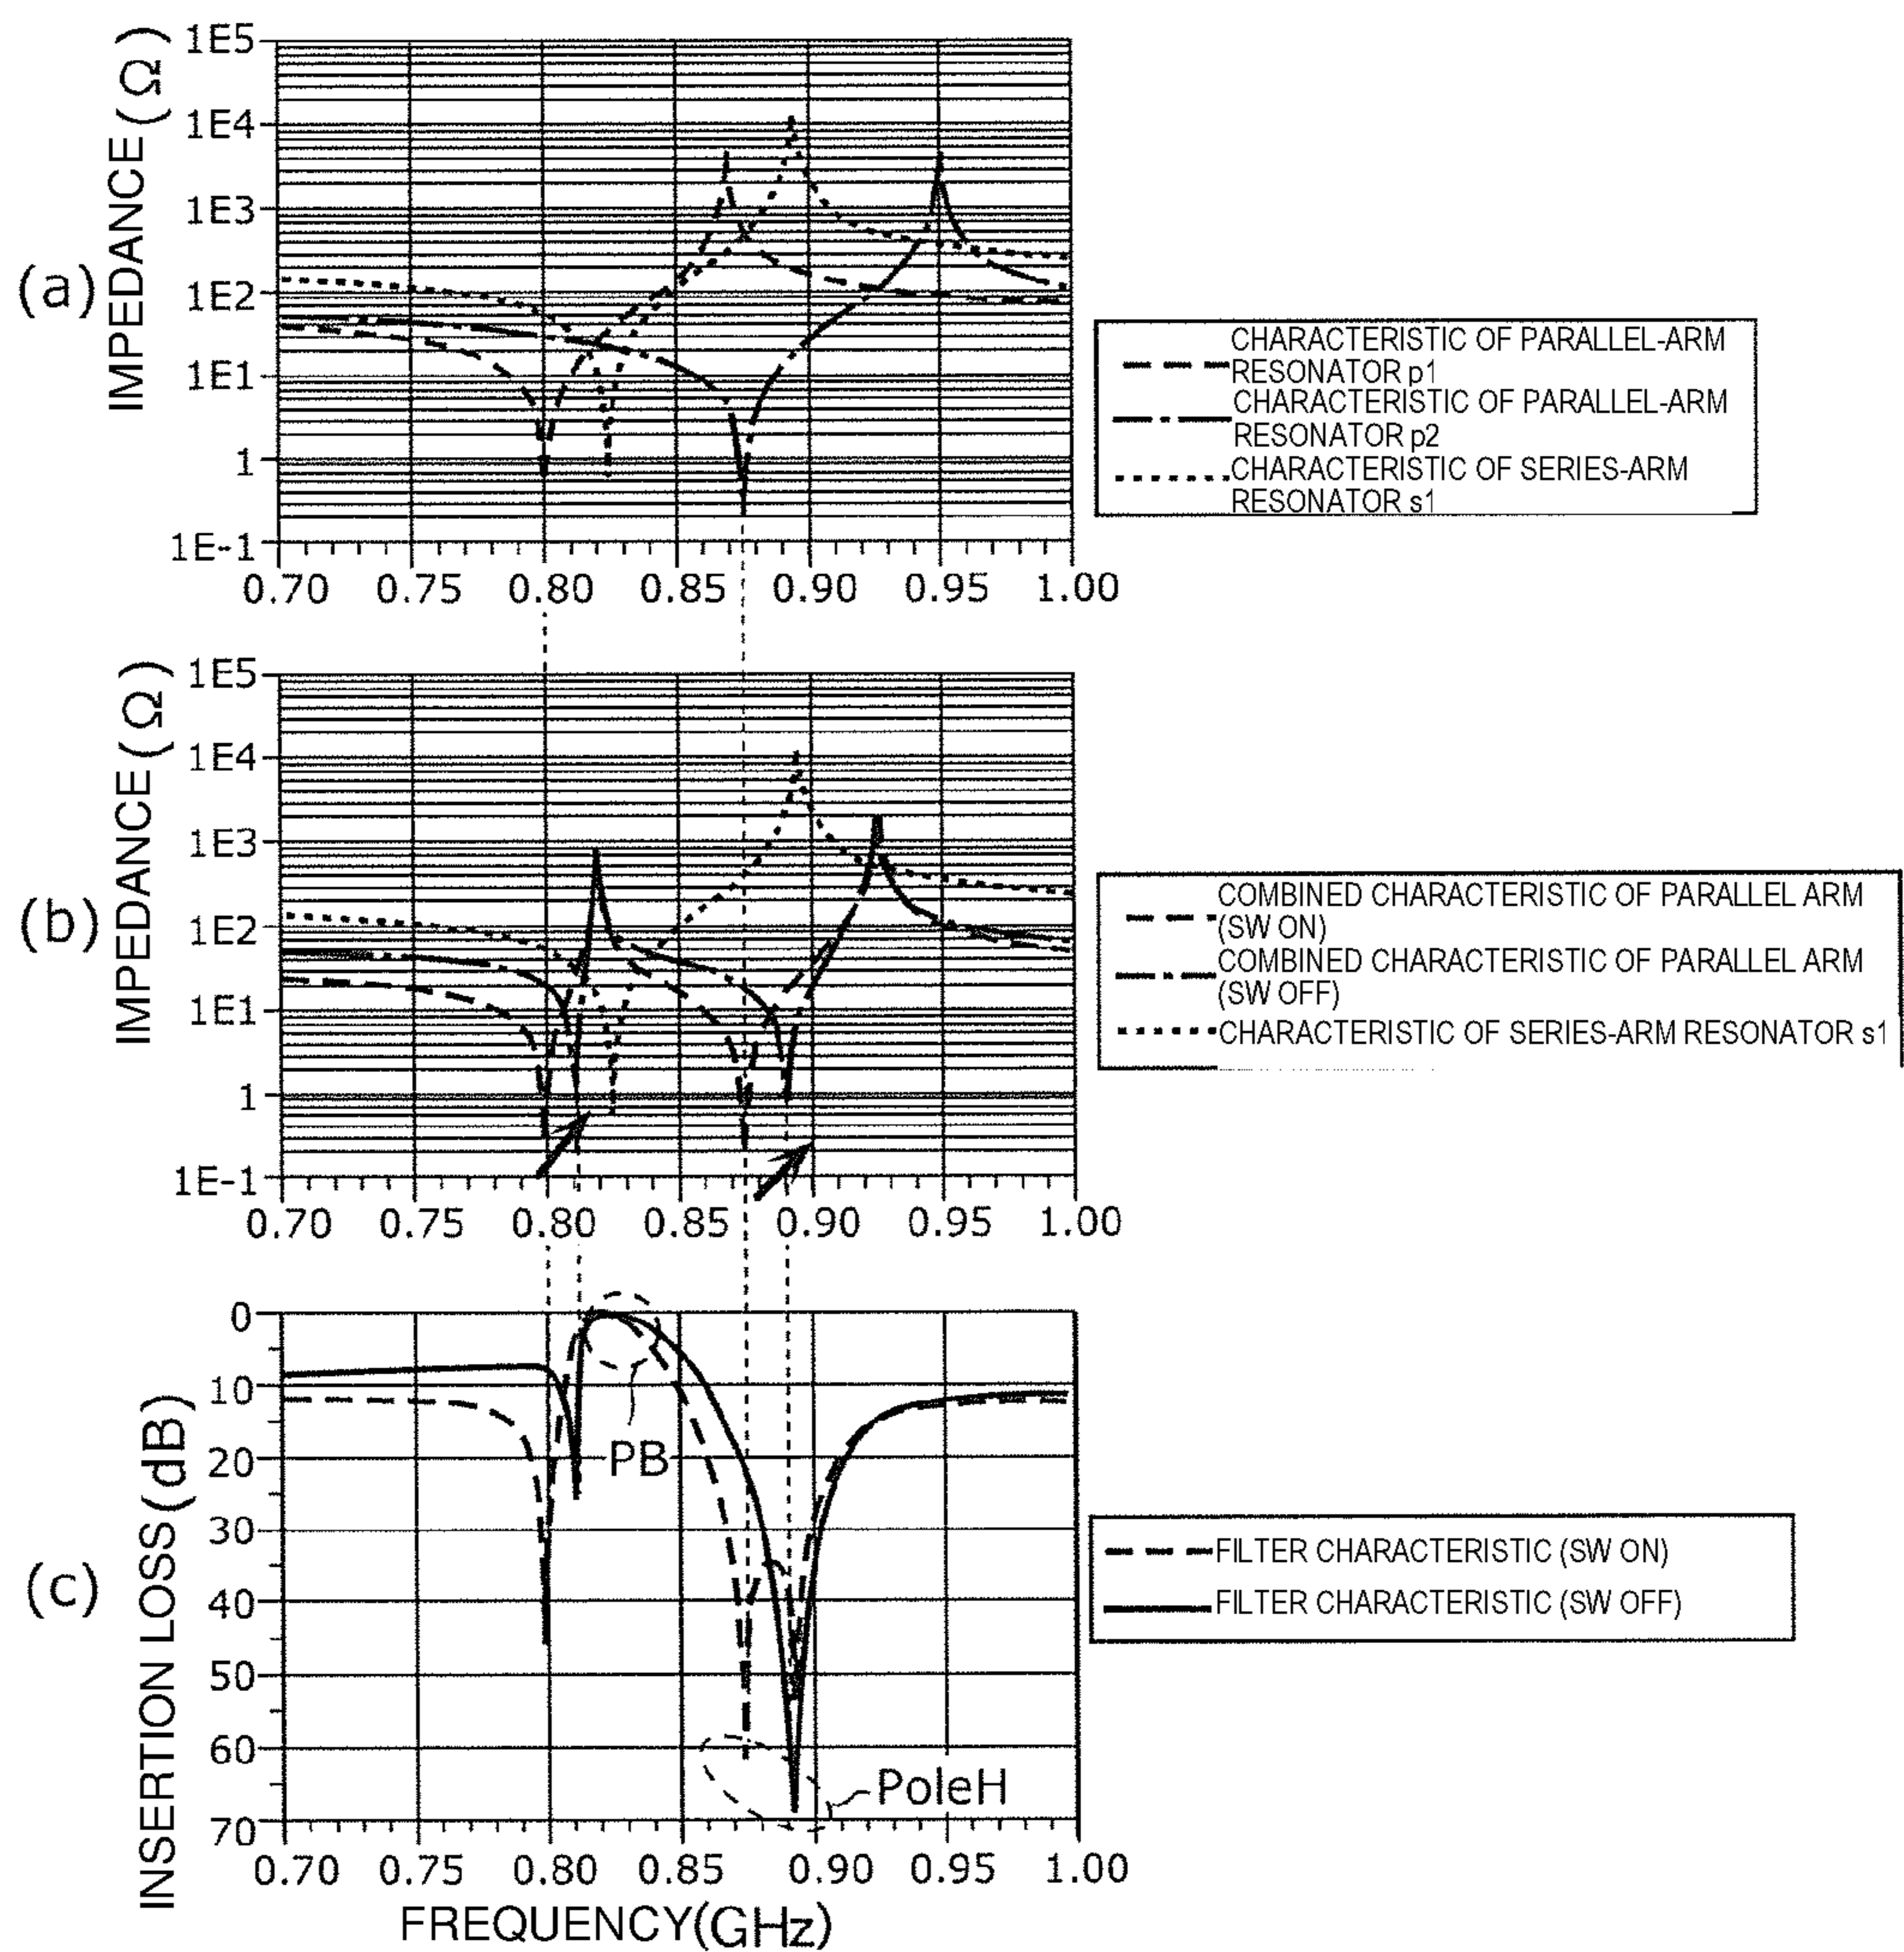 (a)
IMPEDANCE (Ω)
1E5
1E4
1E3
1E2
1E1
1
1E-1
0.70 0.75 0.80 0.85 0.90 0.95 1.00
CHARACTERISTIC OF PARALLEL-ARM
RESONATOR p1
CHARACTERISTIC OF PARALLEL-ARM
RESONATOR p2
CHARACTERISTIC OF SERIES-ARM
RESONATOR s1
(b)
IMPEDANCE (Ω)
1E5
1E4
1E3
1E2
1E1
1
1E-1
0.70 0.75 0.80 0.85 0.90 0.95 1.00
COMBINED CHARACTERISTIC OF PARALLEL ARM
(SW ON)
COMBINED CHARACTERISTIC OF PARALLEL ARM
(SW OFF)
CHARACTERISTIC OF SERIES-ARM RESONATOR s1
(c)
INSERTION LOSS (dB)
0
10
20
30
40
50
60
70
PB
PoleH
0.70 0.75 0.80 0.85 0.90 0.95 1.00
FREQUENCY(GHz)
FILTER CHARACTERISTIC (SW ON)
FILTER CHARACTERISTIC (SW OFF)